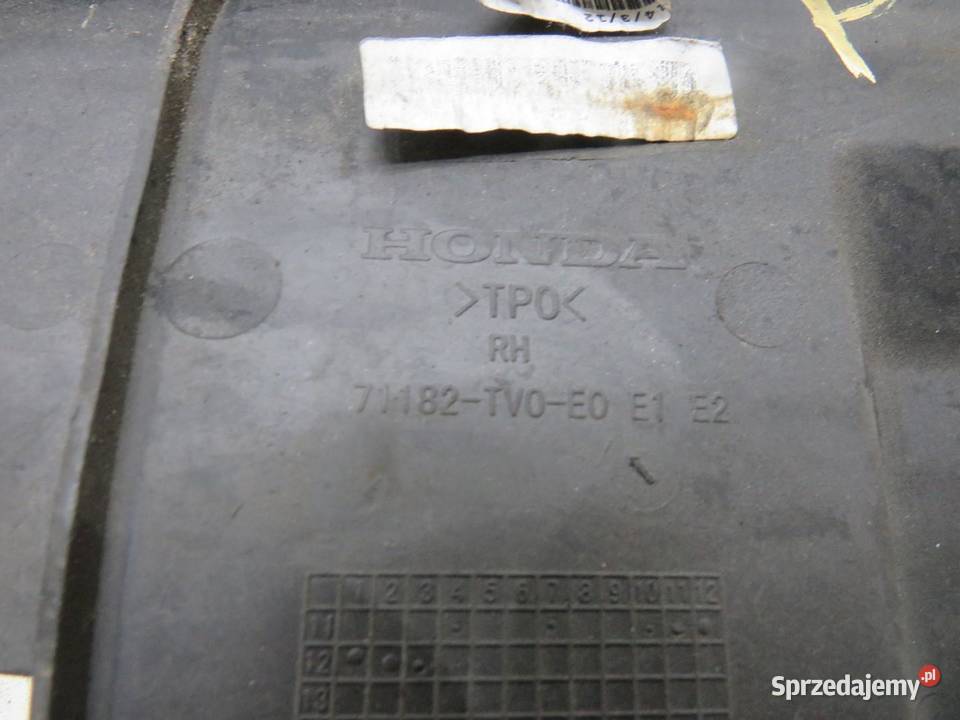 HONDA
>TPO<
RH
71182-TV0-E0 E1 E2
1 2 3 4 5 6 7 8 9 10 11 12
11
12
13
Sprzedajemy.pl